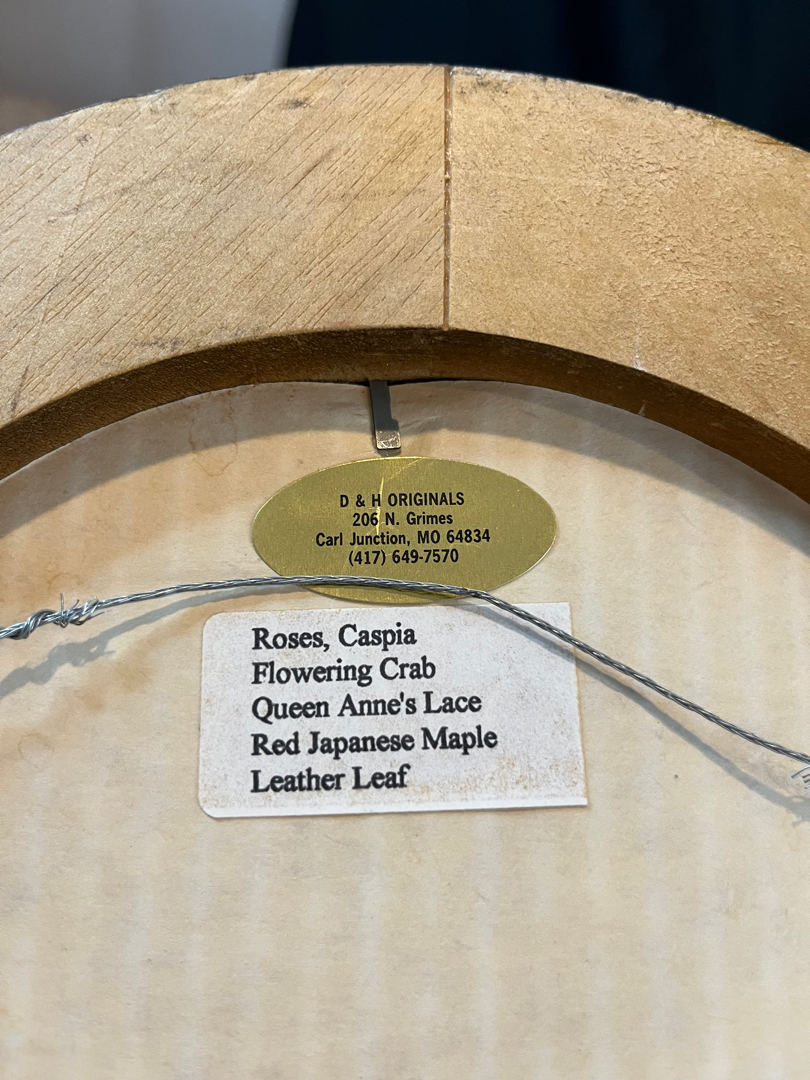 D & H ORIGINALS
206 N. Grimes
Carl Junction, MO 64834
(417) 649-7570
Roses, Caspia
Flowering Crab
Queen Anne's Lace
Red Japanese Maple
Leather Leaf